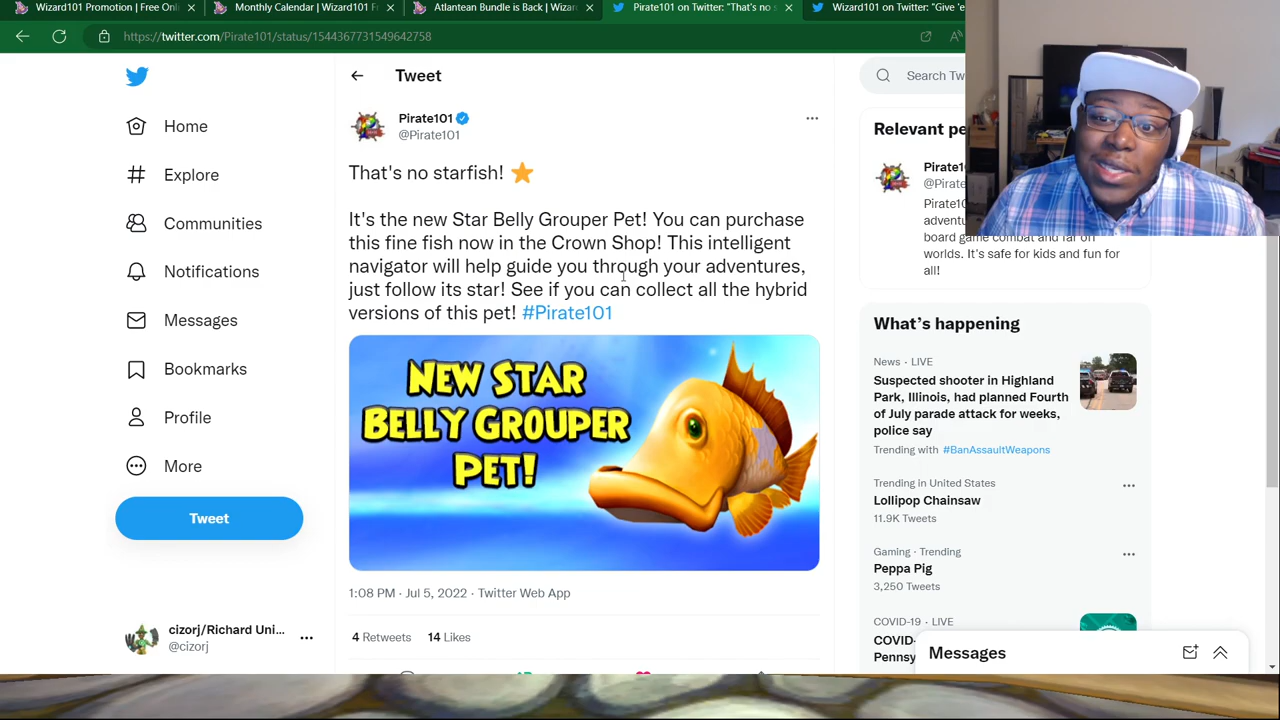 Wizard101 Promotion | Free Onli
Monthly Calendar | Wizard101 F
Atlantean Bundle is Back | Wizar
Pirate101 on Twitter: "That's no s
Wizard101 on Twitter: "Give 'e
https://twitter.com/Pirate101/status/1544367731549642758
Home
Explore
Communities
Notifications
Messages
Bookmarks
Profile
More
Tweet
cizorj/Richard Uni...
@cizorj
Tweet
Pirate101
@Pirate101
That's no starfish! ⭐
It's the new Star Belly Grouper Pet! You can purchase
this fine fish now in the Crown Shop! This intelligent
navigator will help guide you through your adventures,
just follow its star! See if you can collect all the hybrid
versions of this pet! #Pirate101
NEW STAR
BELLY GROUPER
PET!
1:08 PM · Jul 5, 2022 · Twitter Web App
4 Retweets 14 Likes
Search Tw
Relevant pe
Pirate1
@Pirate
Pirate10
adventu
board game combat and far off
worlds. It's safe for kids and fun for
all!
What's happening
News · LIVE
Suspected shooter in Highland
Park, Illinois, had planned Fourth
of July parade attack for weeks,
police say
Trending with #BanAssaultWeapons
Trending in United States
Lollipop Chainsaw
11.9K Tweets
Gaming · Trending
Peppa Pig
3,250 Tweets
COVID-19 · LIVE
COVID-
Pennsy
Messages